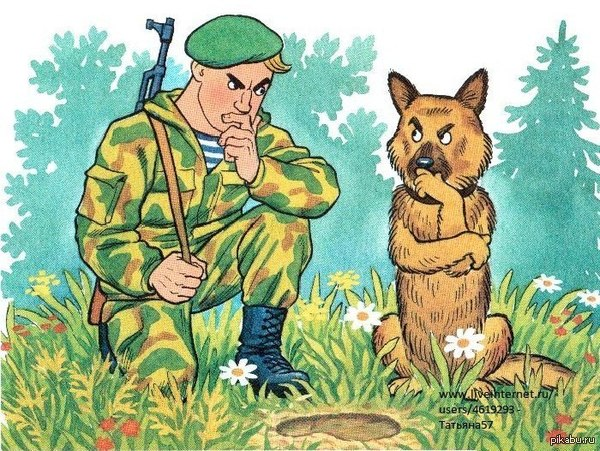 www.liveinternet.ru/
users/4619293 -
Татьяна57
pikabu.ru